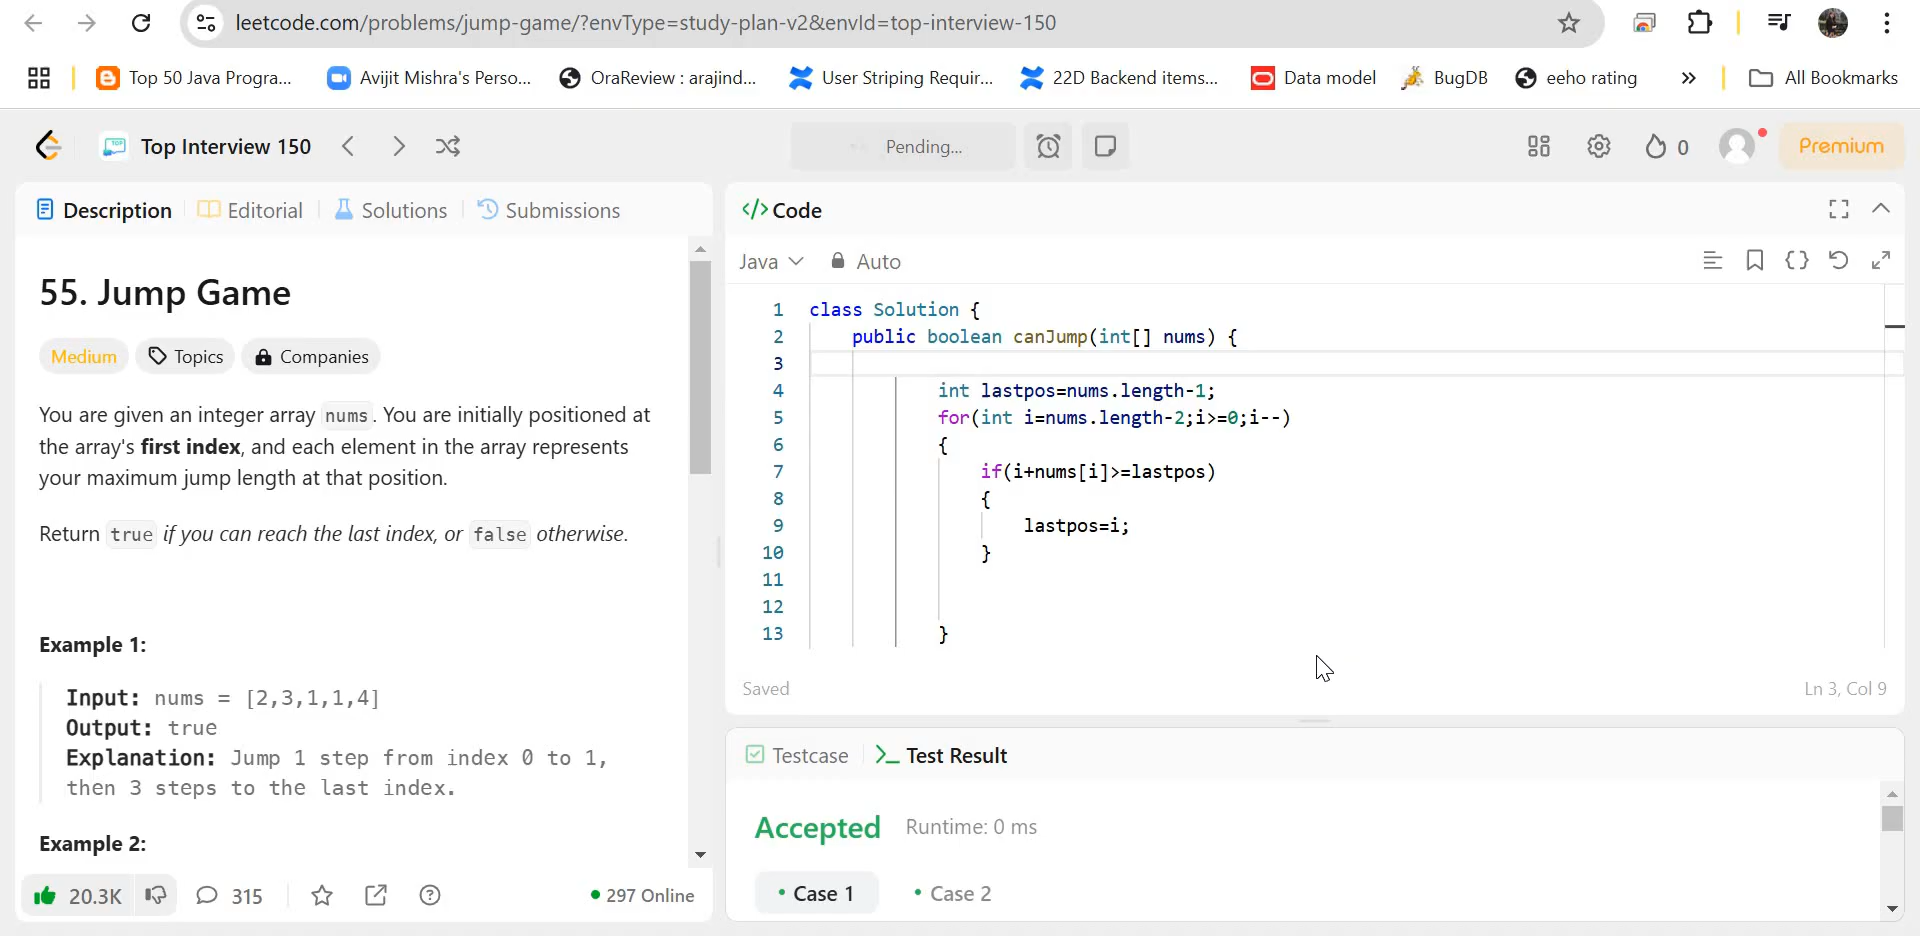 leetcode.com/problems/jump-game/?envType=study-plan-v2&envId=top-interview-150
Top 50 Java Progra... Avijit Mishra's Perso... OraReview : arajind... User Striping Requir... 22D Backend items... Data model BugDB eeho rating » All Bookmarks
Top Interview 150 Pending... 0 Premium
Description Editorial Solutions Submissions
55. Jump Game
Medium Topics Companies
You are given an integer array nums. You are initially positioned at
the array's first index, and each element in the array represents
your maximum jump length at that position.
Return true if you can reach the last index, or false otherwise.
Example 1:
Input: nums = [2,3,1,1,4]
Output: true
Explanation: Jump 1 step from index 0 to 1,
then 3 steps to the last index.
Example 2:
20.3K 315 297 Online
</> Code
Java Auto
1 class Solution {
2 public boolean canJump(int[] nums) {
3
4 int lastpos=nums.length-1;
5 for(int i=nums.length-2;i>=0;i--)
6 {
7 if(i+nums[i]>=lastpos)
8 {
9 lastpos=i;
10 }
11
12
13 }
Saved Ln 3, Col 9
Testcase >_ Test Result
Accepted Runtime: 0 ms
• Case 1 • Case 2